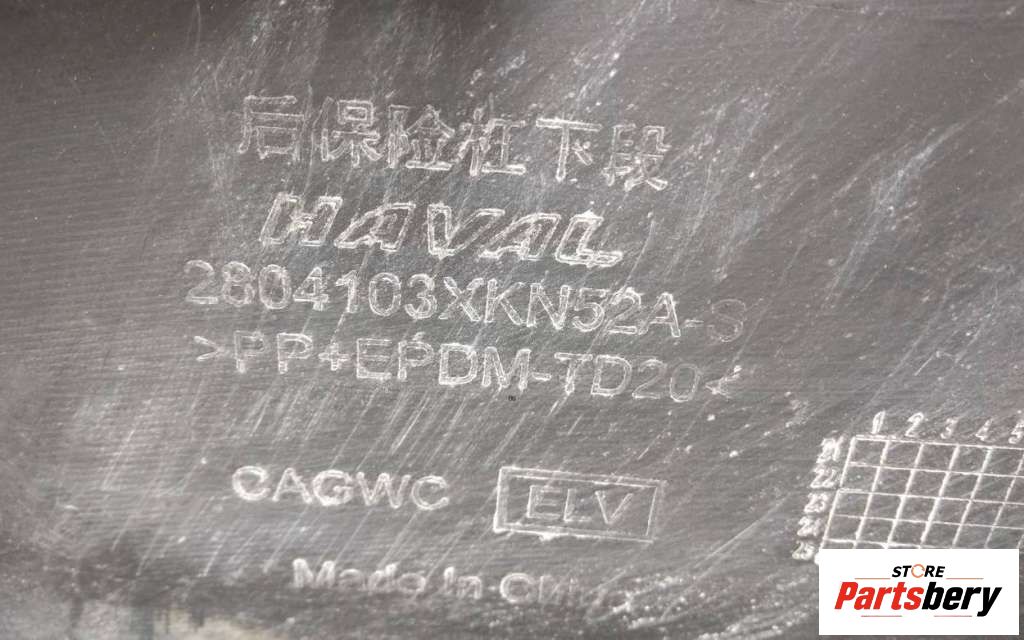 后保险杠下段
HAVAL
2804103XKN52A-S
>PP+EPDM-TD20<
CAGWC
ELV
Made In
1 2 3 4 5
21
22
23
24
25
STORE
Partsbery